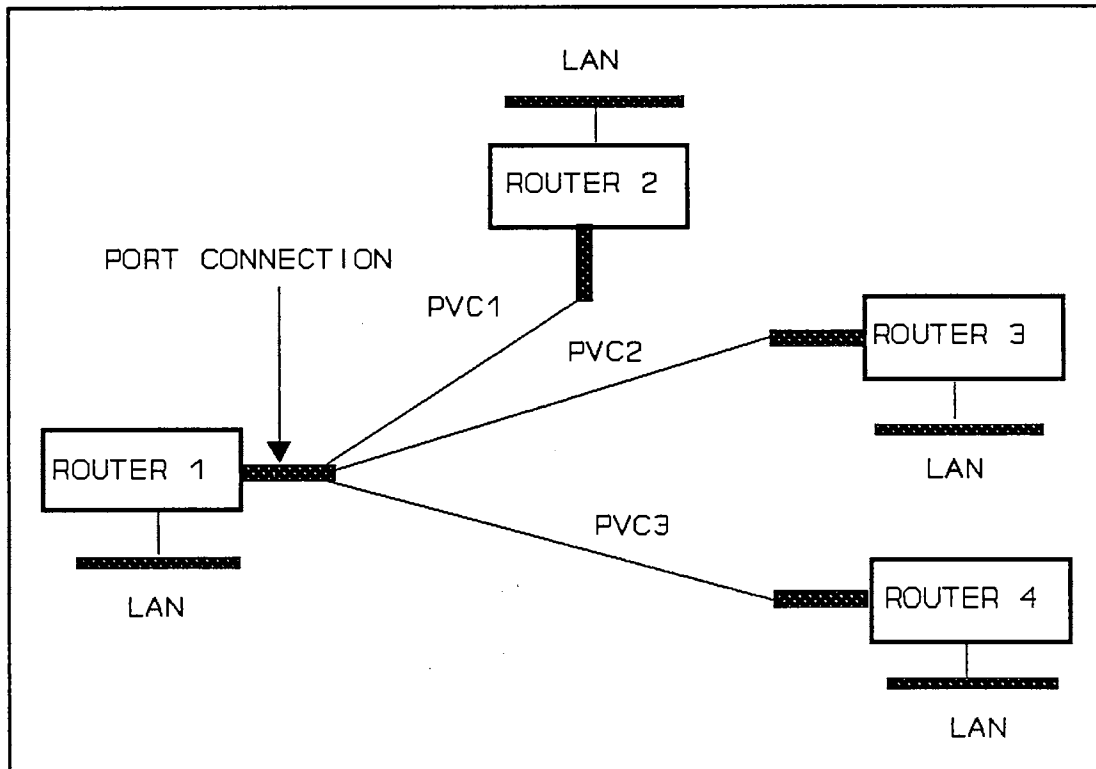 LAN
ROUTER 2
PORT CONNECTION
PVC1
ROUTER 3
PVC2
LAN
ROUTER 1
PVC3
LAN
ROUTER 4
LAN